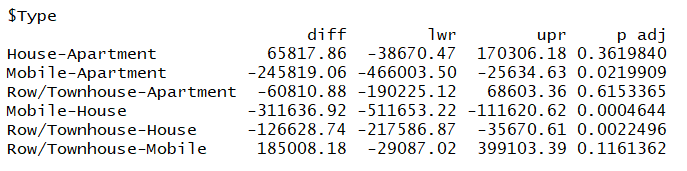 $Type
diff lwr upr p adj
House-Apartment 65817.86 -38670.47 170306.18 0.3619840
Mobile-Apartment -245819.06 -466003.50 -25634.63 0.0219909
Row/Townhouse-Apartment -60810.88 -190225.12 68603.36 0.6153365
Mobile-House -311636.92 -511653.22 -111620.62 0.0004644
Row/Townhouse-House -126628.74 -217586.87 -35670.61 0.0022496
Row/Townhouse-Mobile 185008.18 -29087.02 399103.39 0.1161362